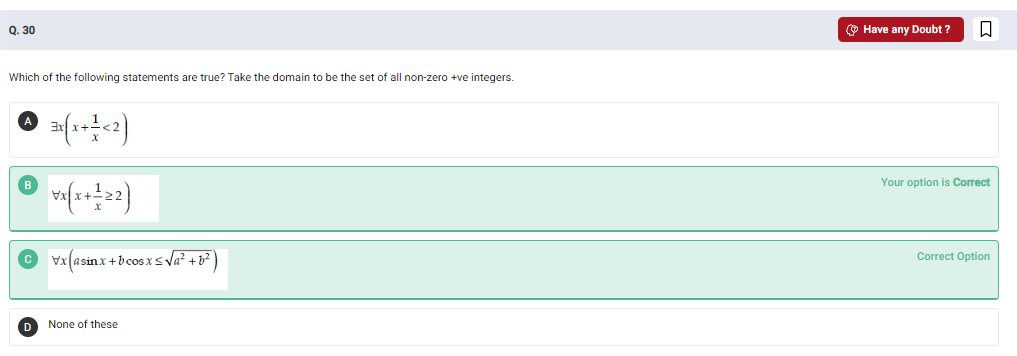 Q. 30
Have any Doubt ?
Which of the following statements are true? Take the domain to be the set of all non-zero +ve integers.
A ∃x(x + 1/x < 2)
B ∀x(x + 1/x ≥ 2) Your option is Correct
C ∀x(a sin x + b cos x ≤ √(a² + b²)) Correct Option
D None of these